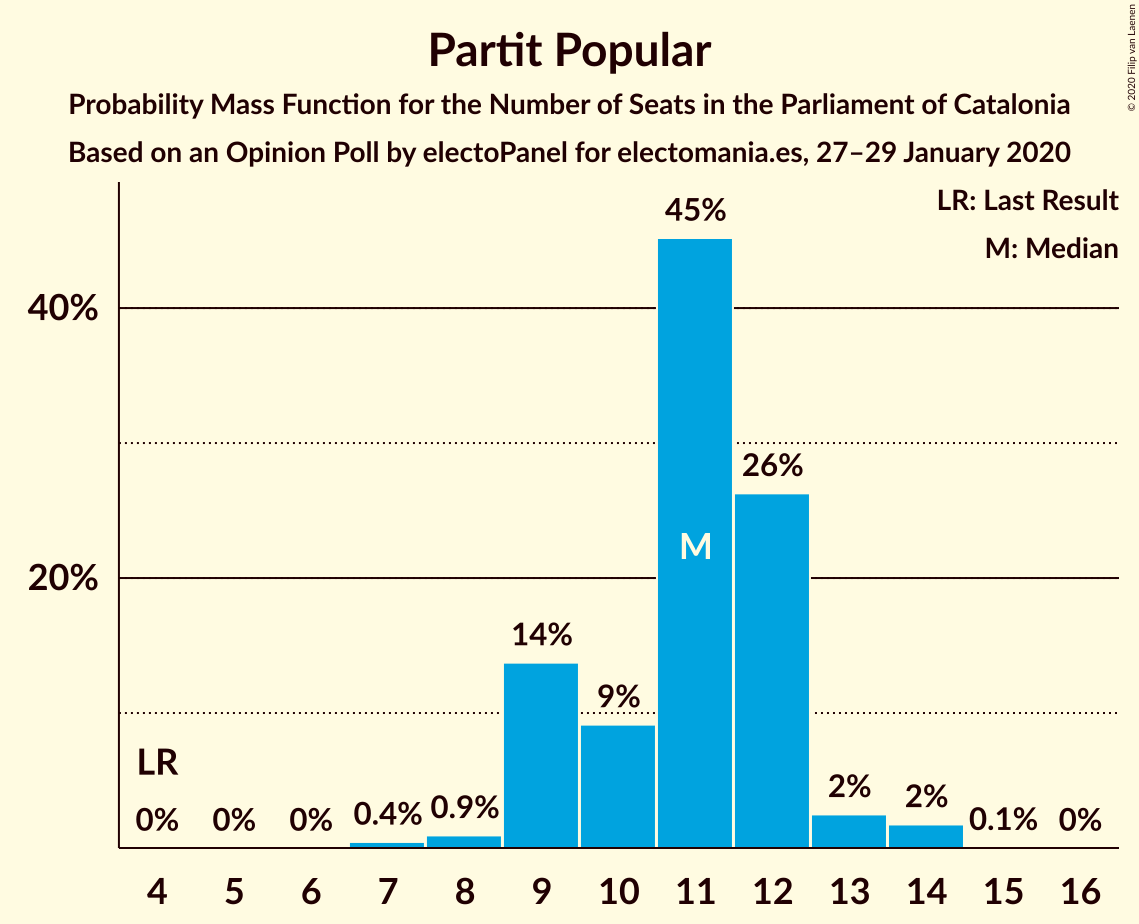 Partit Popular
Probability Mass Function for the Number of Seats in the Parliament of Catalonia
Based on an Opinion Poll by electoPanel for electomania.es, 27–29 January 2020
© 2020 Filip van Laenen
LR: Last Result
M: Median
40%
20%
LR
0%
0%
0%
0.4%
0.9%
14%
9%
45%
M
26%
2%
2%
0.1%
0%
4 5 6 7 8 9 10 11 12 13 14 15 16